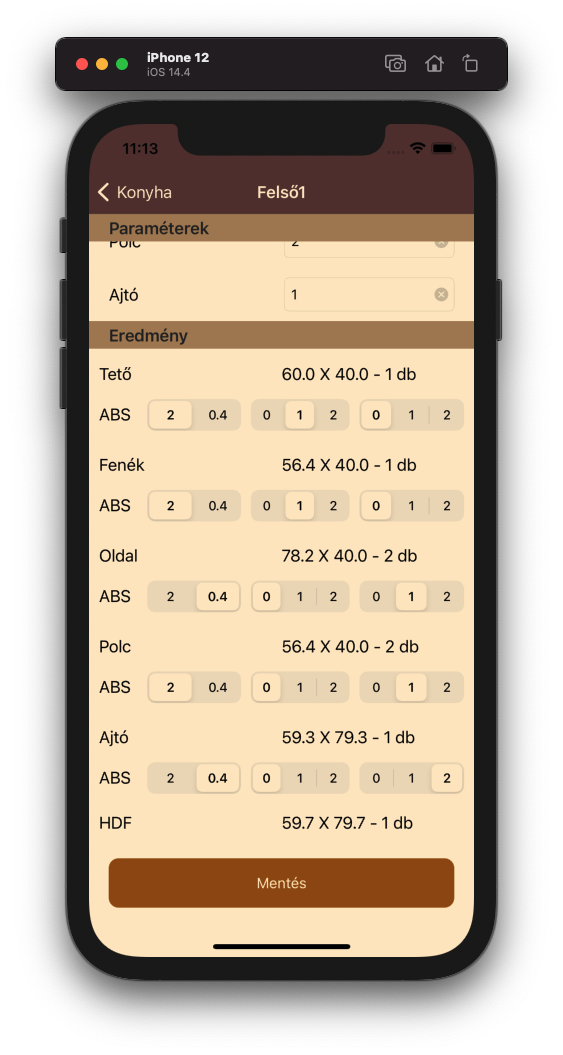 iPhone 12
iOS 14.4
11:13
Konyha Felső1
Paraméterek
Polc 2
Ajtó 1
Eredmény
Tető 60.0 X 40.0 - 1 db
ABS 2 0.4 0 1 2 0 1 2
Fenék 56.4 X 40.0 - 1 db
ABS 2 0.4 0 1 2 0 1 2
Oldal 78.2 X 40.0 - 2 db
ABS 2 0.4 0 1 2 0 1 2
Polc 56.4 X 40.0 - 2 db
ABS 2 0.4 0 1 2 0 1 2
Ajtó 59.3 X 79.3 - 1 db
ABS 2 0.4 0 1 2 0 1 2
HDF 59.7 X 79.7 - 1 db
Mentés